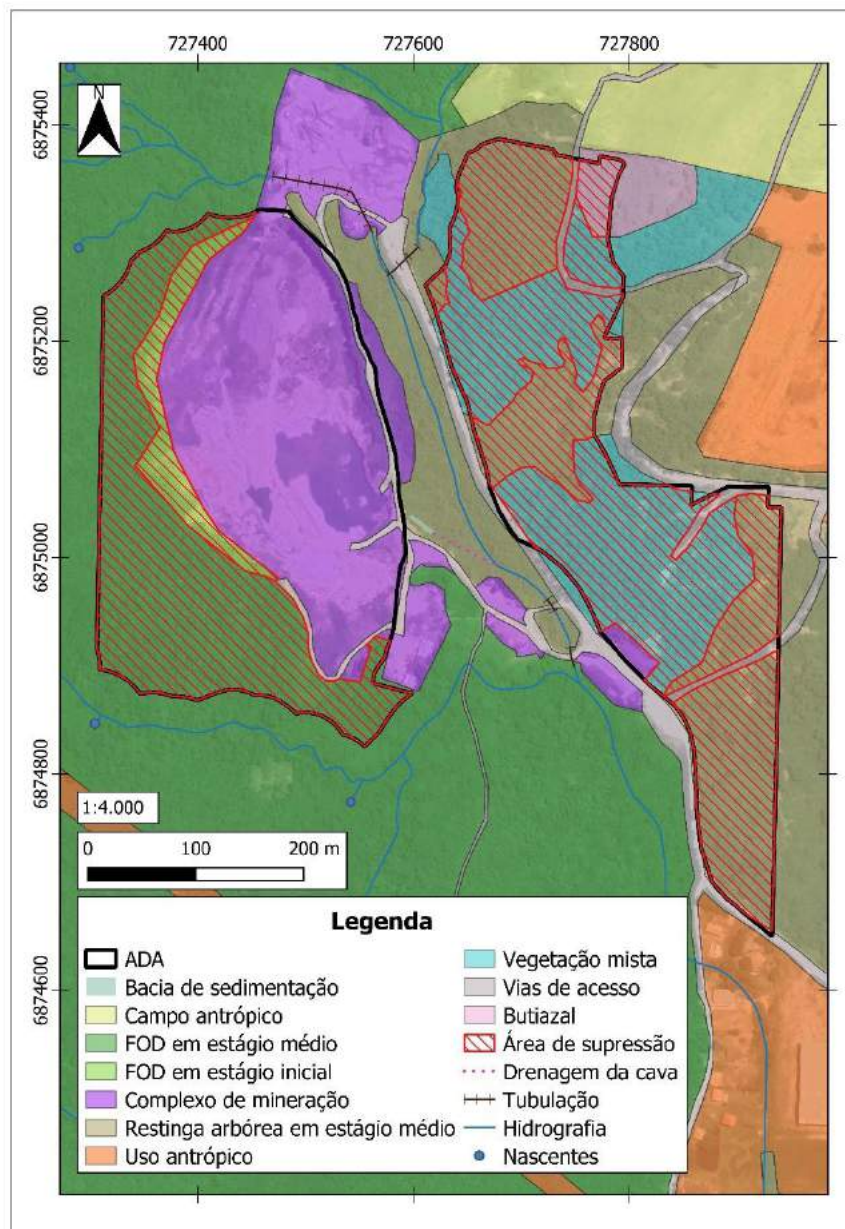 727400 727600 727800
N
6875400
6875200
6875000
6874800
6874600
1:4.000
0 100 200 m
Legenda
ADA
Bacia de sedimentação
Campo antrópico
FOD em estágio médio
FOD em estágio inicial
Complexo de mineração
Restinga arbórea em estágio médio
Uso antrópico
Vegetação mista
Vias de acesso
Butiazal
Área de supressão
Drenagem da cava
Tubulação
Hidrografia
Nascentes